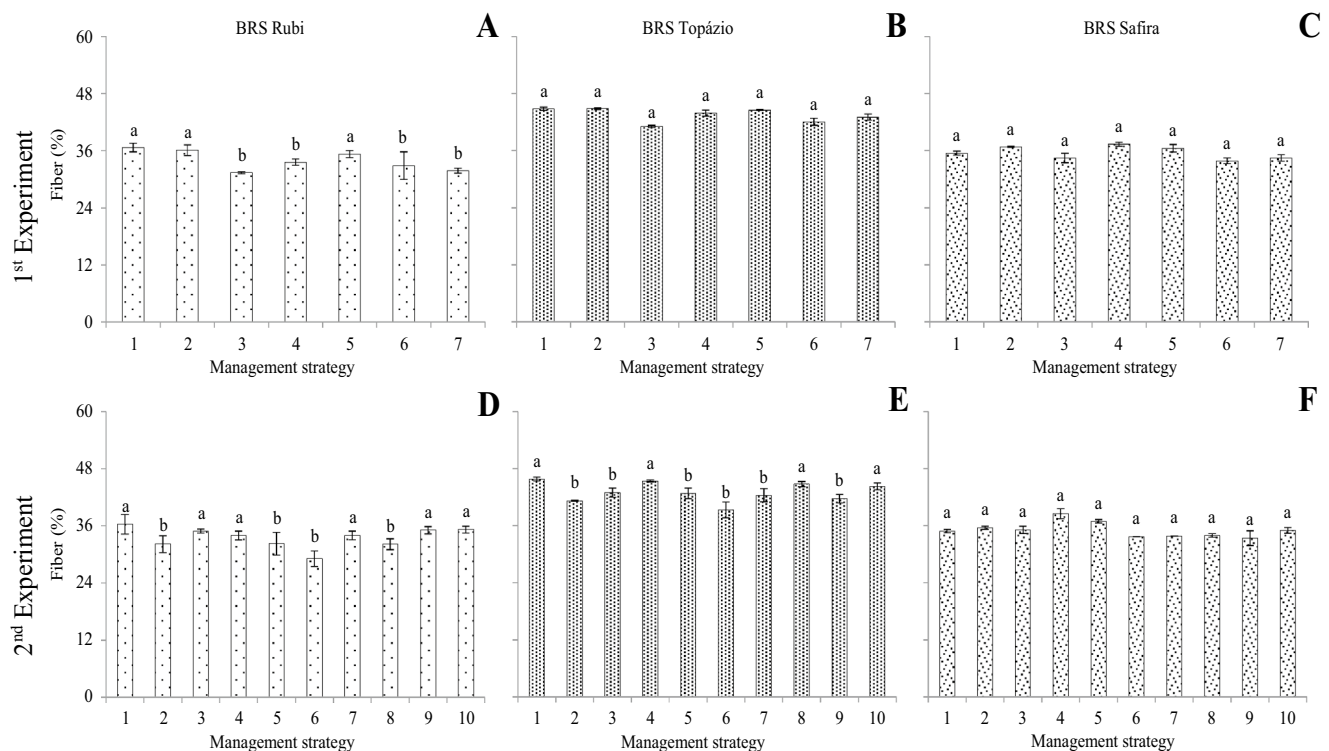 BRS Rubi A
60
48
36
24
12
0
Fiber (%)
1st Experiment
a a b b a b b
1 2 3 4 5 6 7
Management strategy
BRS Topázio B
a a a a a a a
1 2 3 4 5 6 7
Management strategy
BRS Safira C
a a a a a a a
1 2 3 4 5 6 7
Management strategy
D
60
48
36
24
12
0
Fiber (%)
2nd Experiment
a b a a b b a b a a
1 2 3 4 5 6 7 8 9 10
Management strategy
E
a b b a b b b a b a
1 2 3 4 5 6 7 8 9 10
Management strategy
F
a a a a a a a a a a
1 2 3 4 5 6 7 8 9 10
Management strategy